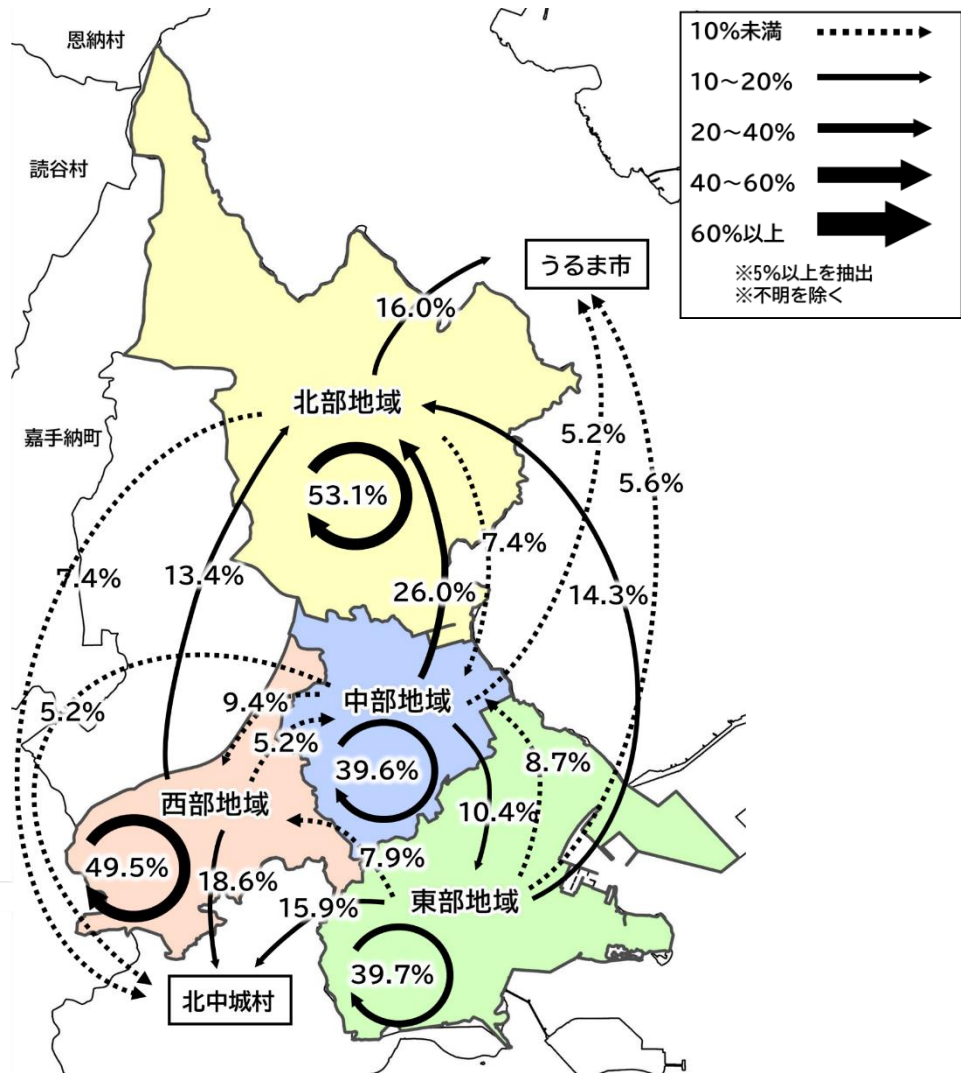 恩納村
10%未満
10～20%
読谷村
20～40%
40～60%
60%以上
うるま市
※5%以上を抽出
※不明を除く
16.0%
北部地域
嘉手納町
5.2%
5.6%
53.1%
7.4%
7.4%
13.4%
26.0%
14.3%
9.4%
中部地域
5.2%
5.2%
8.7%
39.6%
西部地域
10.4%
7.9%
49.5%
18.6%
15.9%
東部地域
39.7%
北中城村